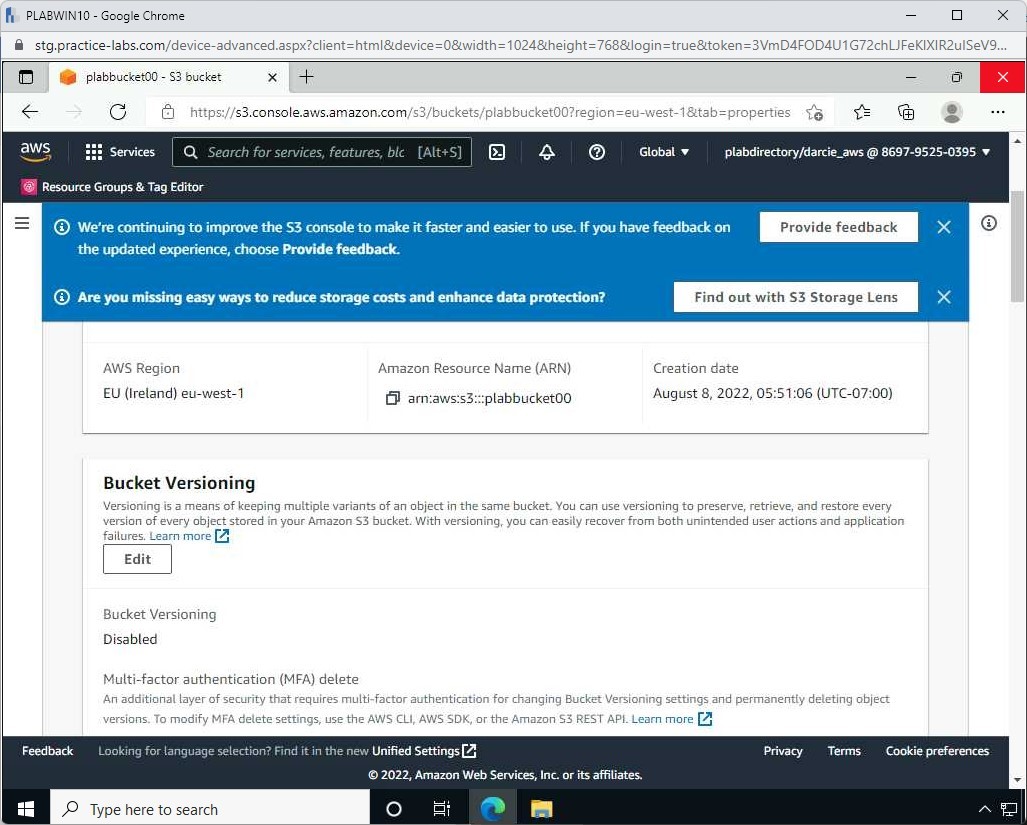 PLABWIN10 - Google Chrome
stg.practice-labs.com/device-advanced.aspx?client=html&device=0&width=1024&height=768&login=true&token=3VmD4FOD4U1G72chLJFeKlXIR2uISeV9...
plabbucket00 - S3 bucket
https://s3.console.aws.amazon.com/s3/buckets/plabbucket00?region=eu-west-1&tab=properties
aws
Services
Search for services, features, blc [Alt+S]
Global
plabdirectory/darcie_aws @ 8697-9525-0395
Resource Groups & Tag Editor
We're continuing to improve the S3 console to make it faster and easier to use. If you have feedback on
the updated experience, choose Provide feedback.
Provide feedback
Are you missing easy ways to reduce storage costs and enhance data protection?
Find out with S3 Storage Lens
AWS Region
EU (Ireland) eu-west-1
Amazon Resource Name (ARN)
arn:aws:s3:::plabbucket00
Creation date
August 8, 2022, 05:51:06 (UTC-07:00)
Bucket Versioning
Versioning is a means of keeping multiple variants of an object in the same bucket. You can use versioning to preserve, retrieve, and restore every
version of every object stored in your Amazon S3 bucket. With versioning, you can easily recover from both unintended user actions and application
failures. Learn more
Edit
Bucket Versioning
Disabled
Multi-factor authentication (MFA) delete
An additional layer of security that requires multi-factor authentication for changing Bucket Versioning settings and permanently deleting object
versions. To modify MFA delete settings, use the AWS CLI, AWS SDK, or the Amazon S3 REST API. Learn more
Feedback
Looking for language selection? Find it in the new Unified Settings
Privacy
Terms
Cookie preferences
© 2022, Amazon Web Services, Inc. or its affiliates.
Type here to search